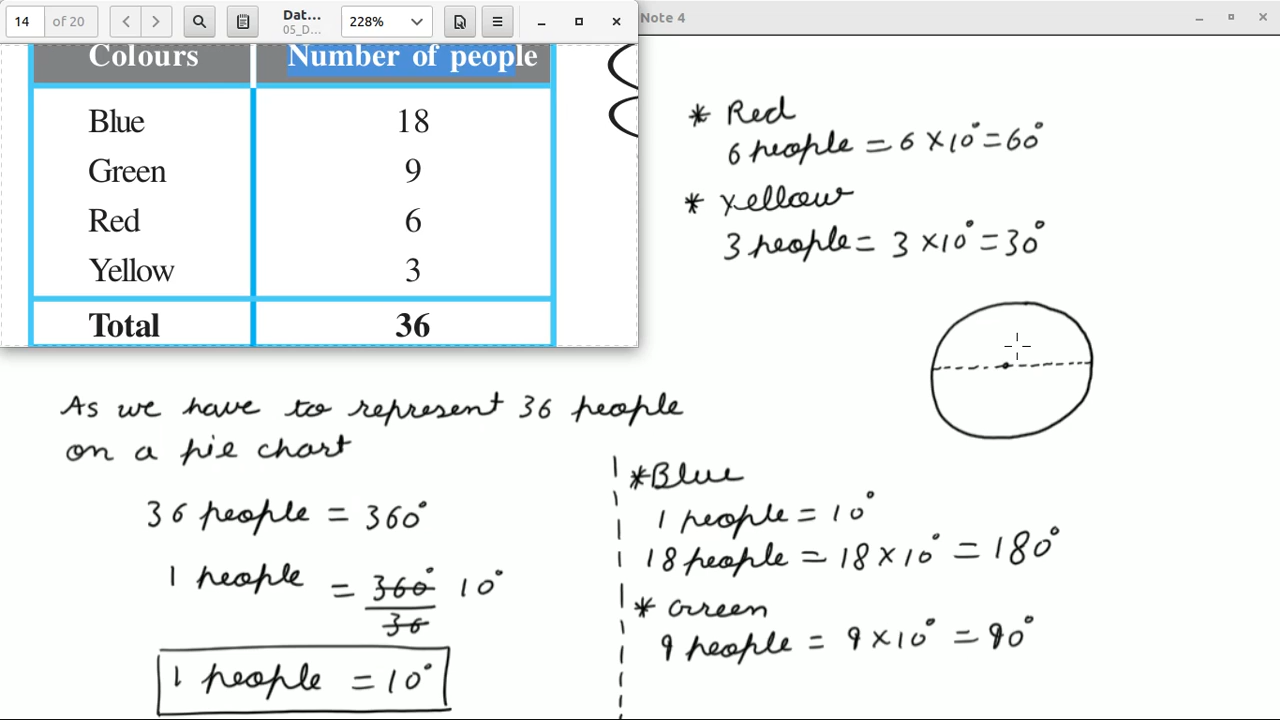 14 of 20
Dat...
05_D...
228%
Note 4
Colours Number of people
Blue 18
Green 9
Red 6
Yellow 3
Total 36
* Red
6 people = 6 × 10° = 60°
* Yellow
3 people = 3 × 10° = 30°
As we have to represent 36 people
on a pie chart
36 people = 360°
1 people = 360° 10°
36
1 people = 10°
* Blue
1 people = 10°
18 people = 18 × 10° = 180°
* Green
9 people = 9 × 10° = 90°